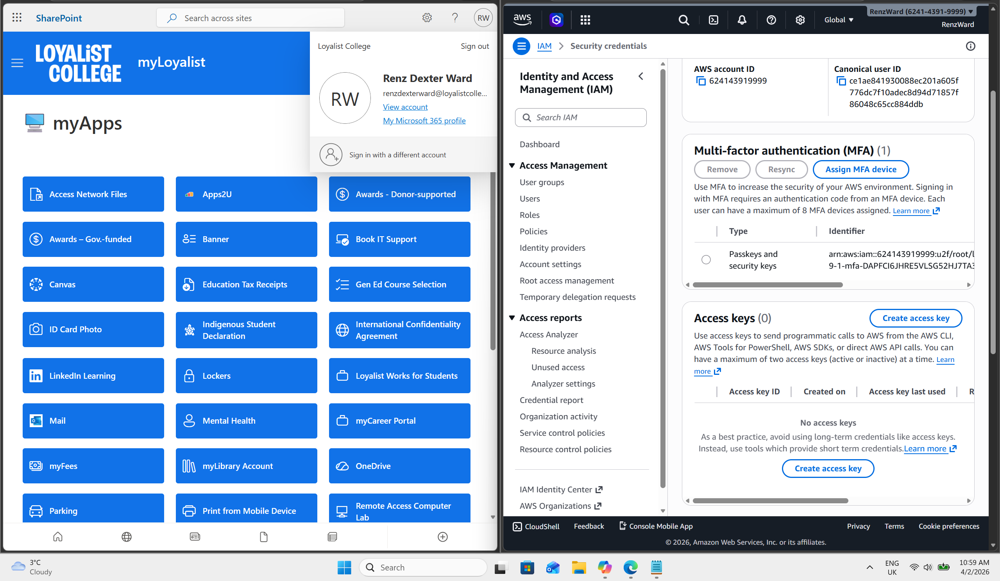 SharePoint
Search across sites
RW
LOYALiST
COLLEGE
myLoyalist
Loyalist College
Sign out
RW
Renz Dexter Ward
renzdexterward@loyalistcolle...
View account
My Microsoft 365 profile
Sign in with a different account
myApps
Access Network Files
Apps2U
Awards - Donor-supported
Awards – Gov.-funded
Banner
Book IT Support
Canvas
Education Tax Receipts
Gen Ed Course Selection
ID Card Photo
Indigenous Student
Declaration
International Confidentiality
Agreement
LinkedIn Learning
Lockers
Loyalist Works for Students
Mail
Mental Health
myCareer Portal
myFees
myLibrary Account
OneDrive
Parking
Print from Mobile Device
Remote Access Computer
Lab
aws
Global
RenzWard (6241-4391-9999)
RenzWard
IAM
Security credentials
Identity and Access
Management (IAM)
Search IAM
Dashboard
Access Management
User groups
Users
Roles
Policies
Identity providers
Account settings
Root access management
Temporary delegation requests
Access reports
Access Analyzer
Resource analysis
Unused access
Analyzer settings
Credential report
Organization activity
Service control policies
Resource control policies
IAM Identity Center
AWS Organizations
AWS account ID
624143919999
Canonical user ID
ce1ae841930088ec201a605f
776dc7f10adec8d94d71857f
86048c65cc884ddb
Multi-factor authentication (MFA) (1)
Remove
Resync
Assign MFA device
Use MFA to increase the security of your AWS environment. Signing in
with MFA requires an authentication code from an MFA device. Each
user can have a maximum of 8 MFA devices assigned. Learn more
Type
Identifier
Passkeys and
security keys
arn:aws:iam::624143919999:u2f/root/
9-1-mfa-DAPFCI6JHRE5VLSG52HJ7TA3
Access keys (0)
Create access key
Use access keys to send programmatic calls to AWS from the AWS CLI,
AWS Tools for PowerShell, AWS SDKs, or direct AWS API calls. You can
have a maximum of two access keys (active or inactive) at a time. Learn
more
Access key ID
Created on
Access key last used
R
No access keys
As a best practice, avoid using long-term credentials like access keys.
Instead, use tools which provide short term credentials.Learn more
Create access key
CloudShell
Feedback
Console Mobile App
Privacy
Terms
Cookie preferences
© 2026, Amazon Web Services, Inc. or its affiliates.
3°C
Cloudy
Search
ENG
UK
10:59 AM
4/2/2026